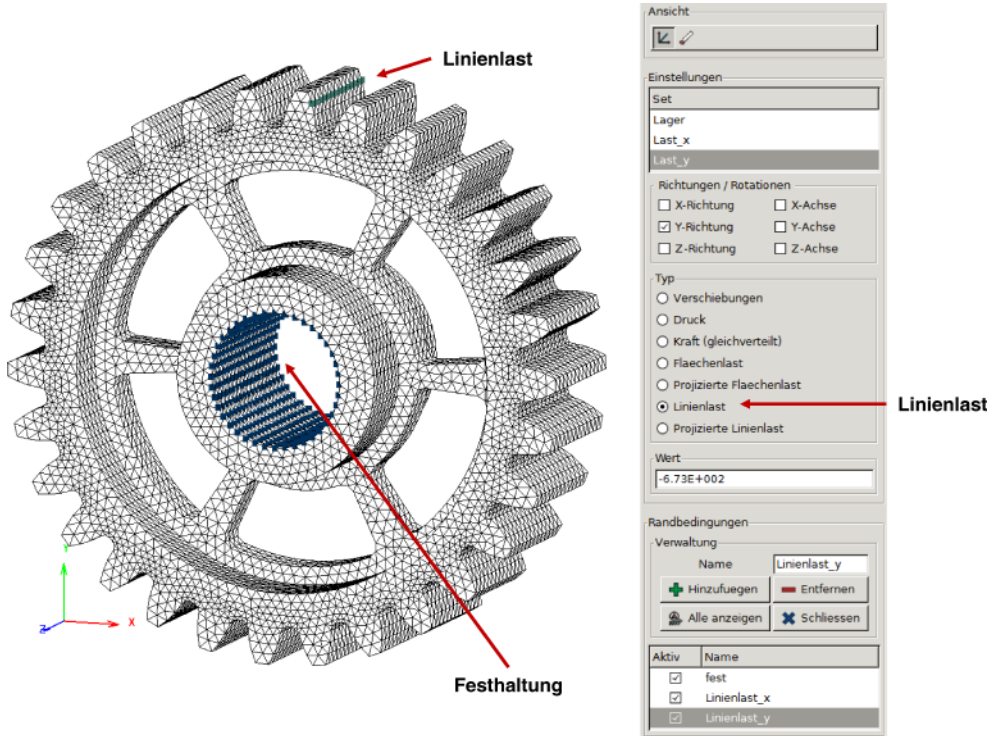 Linienlast
Festhaltung
Y
Z
X
Ansicht
Einstellungen
Set
Lager
Last_x
Last_y
Richtungen / Rotationen
X-Richtung X-Achse
Y-Richtung Y-Achse
Z-Richtung Z-Achse
Typ
Verschiebungen
Druck
Kraft (gleichverteilt)
Flaechenlast
Projizierte Flaechenlast
Linienlast
Linienlast
Projizierte Linienlast
Wert
-6.73E+002
Randbedingungen
Verwaltung
Name Linienlast_y
Hinzufuegen Entfernen
Alle anzeigen Schliessen
Aktiv Name
fest
Linienlast_x
Linienlast_y